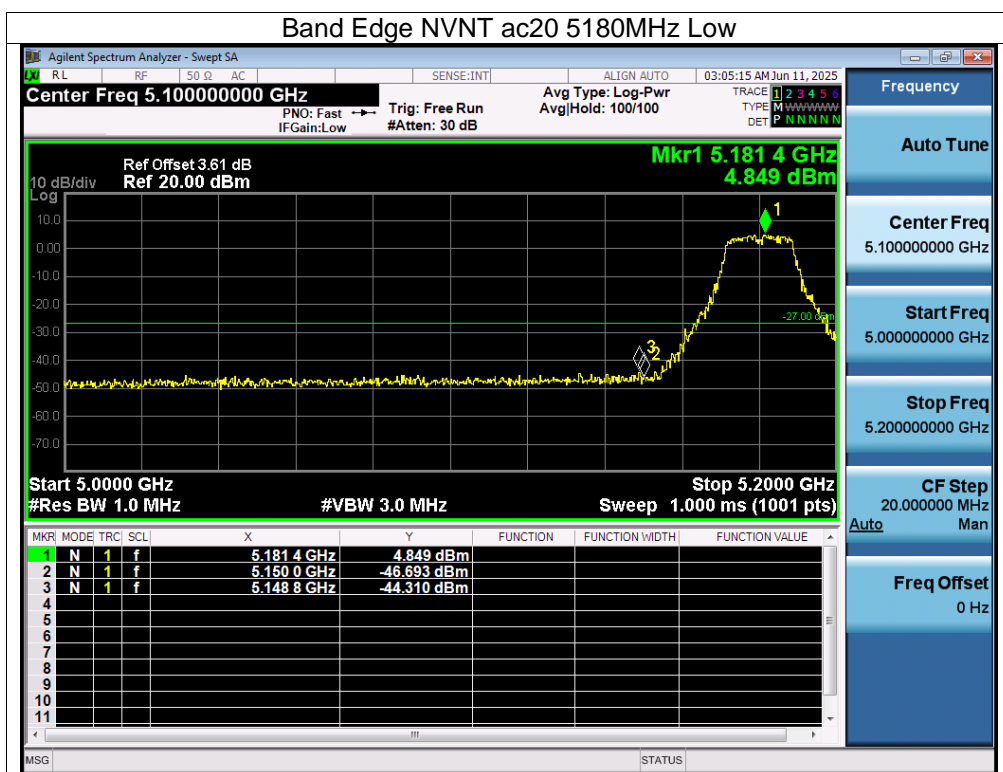 Band Edge NVNT ac20 5180MHz Low
Agilent Spectrum Analyzer - Swept SA
LXI RL RF 50 Ω AC SENSE:INT ALIGN AUTO 03:05:15 AM Jun 11, 2025
Center Freq 5.100000000 GHz
PNO: Fast
IFGain:Low
Trig: Free Run
#Atten: 30 dB
Avg Type: Log-Pwr
Avg|Hold: 100/100
TRACE 1 2 3 4 5 6
TYPE M WWWWW
DET P N N N N N
Mkr1 5.181 4 GHz
4.849 dBm
Ref Offset 3.61 dB
10 dB/div Ref 20.00 dBm
Log
10.0
0.00
-10.0
-20.0
-30.0
-40.0
-50.0
-60.0
-70.0
1
-27.00 dBm
3
2
Start 5.0000 GHz Stop 5.2000 GHz
#Res BW 1.0 MHz #VBW 3.0 MHz Sweep 1.000 ms (1001 pts)
MKR MODE TRC SCL X Y FUNCTION FUNCTION WIDTH FUNCTION VALUE
1 N 1 f 5.181 4 GHz 4.849 dBm
2 N 1 f 5.150 0 GHz -46.693 dBm
3 N 1 f 5.148 8 GHz -44.310 dBm
4
5
6
7
8
9
10
11
MSG STATUS
Frequency
Auto Tune
Center Freq
5.100000000 GHz
Start Freq
5.000000000 GHz
Stop Freq
5.200000000 GHz
CF Step
20.000000 MHz
Auto Man
Freq Offset
0 Hz